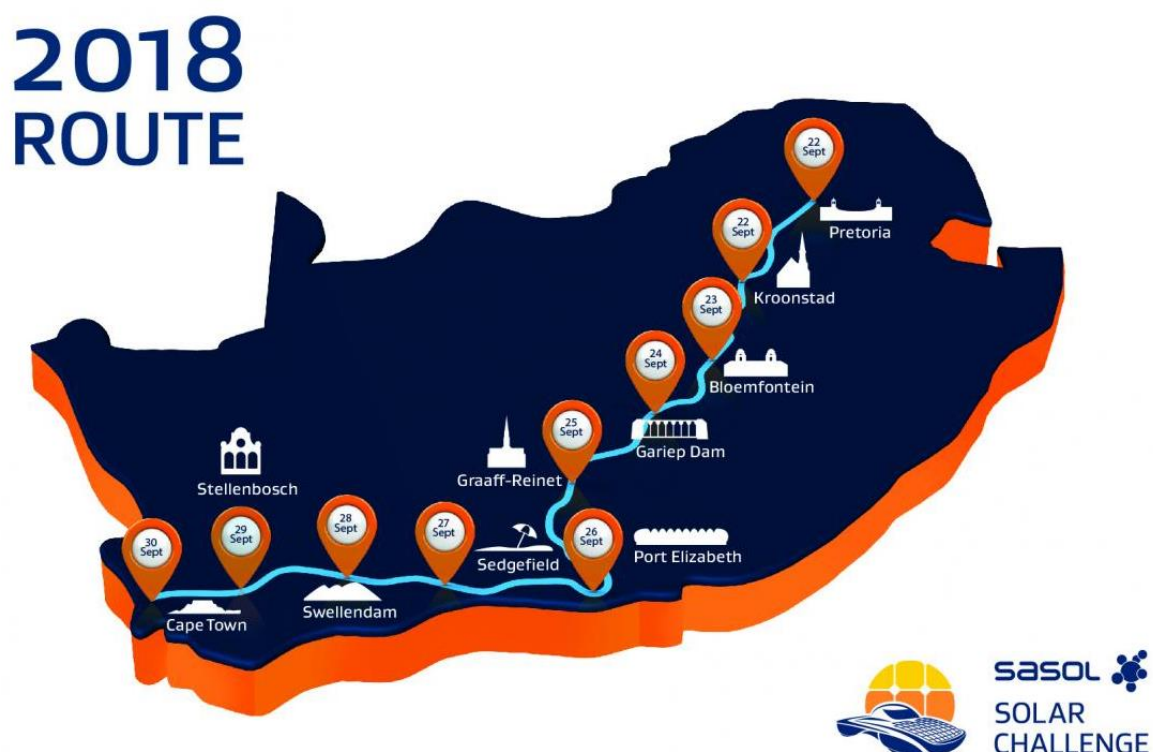 2018
ROUTE
22
Sept
Pretoria
22
Sept
Kroonstad
23
Sept
Bloemfontein
24
Sept
Gariep Dam
25
Sept
Graaff-Reinet
26
Sept
Port Elizabeth
27
Sept
Sedgefield
28
Sept
Swellendam
29
Sept
Stellenbosch
30
Sept
Cape Town
sasol
SOLAR
CHALLENGE